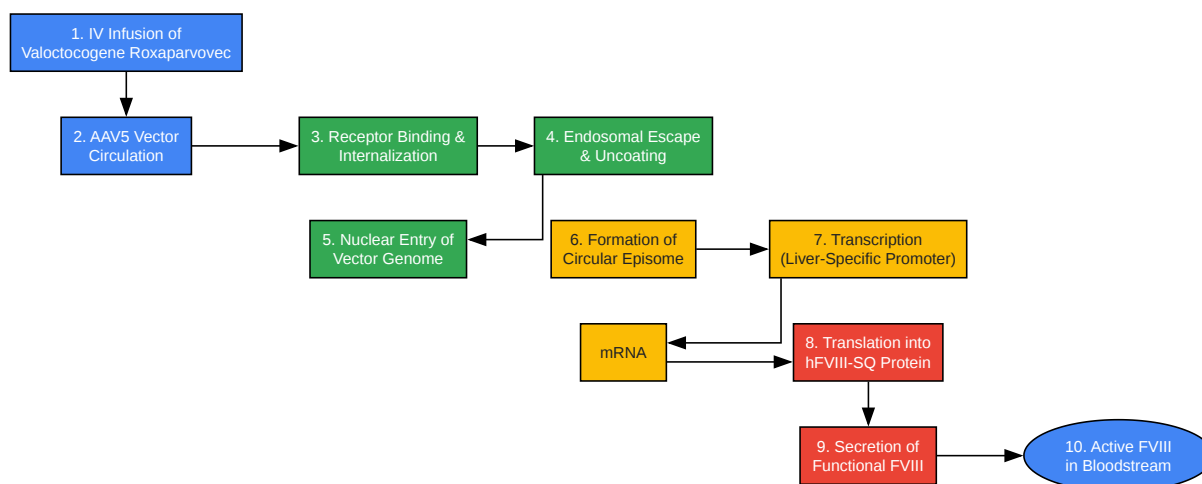 1. IV Infusion of
Valoctocogene Roxaparvovec
2. AAV5 Vector
Circulation
3. Receptor Binding &
Internalization
4. Endosomal Escape
& Uncoating
5. Nuclear Entry of
Vector Genome
6. Formation of
Circular Episome
7. Transcription
(Liver-Specific Promoter)
mRNA
8. Translation into
hFVIII-SQ Protein
9. Secretion of
Functional FVIII
10. Active FVIII
in Bloodstream